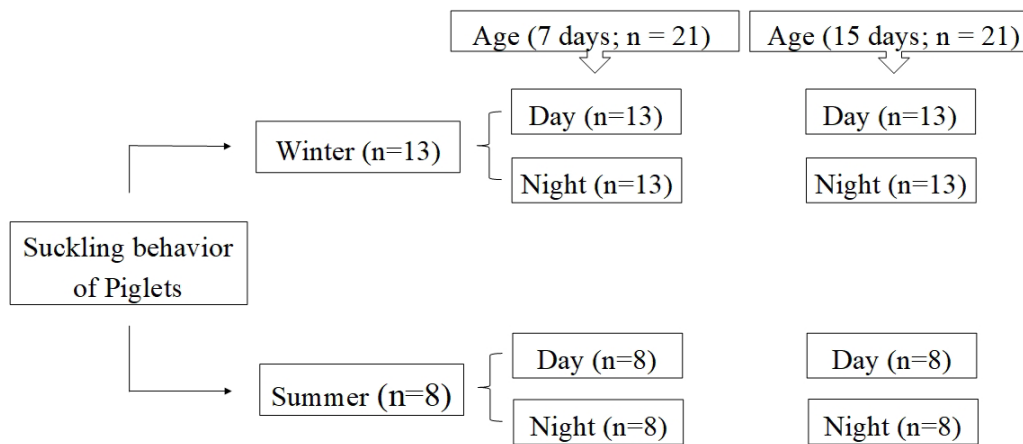 Age (7 days; n = 21)
Age (15 days; n = 21)
Day (n=13)
Day (n=13)
Winter (n=13)
Night (n=13)
Night (n=13)
Suckling behavior
of Piglets
Day (n=8)
Day (n=8)
Summer (n=8)
Night (n=8)
Night (n=8)